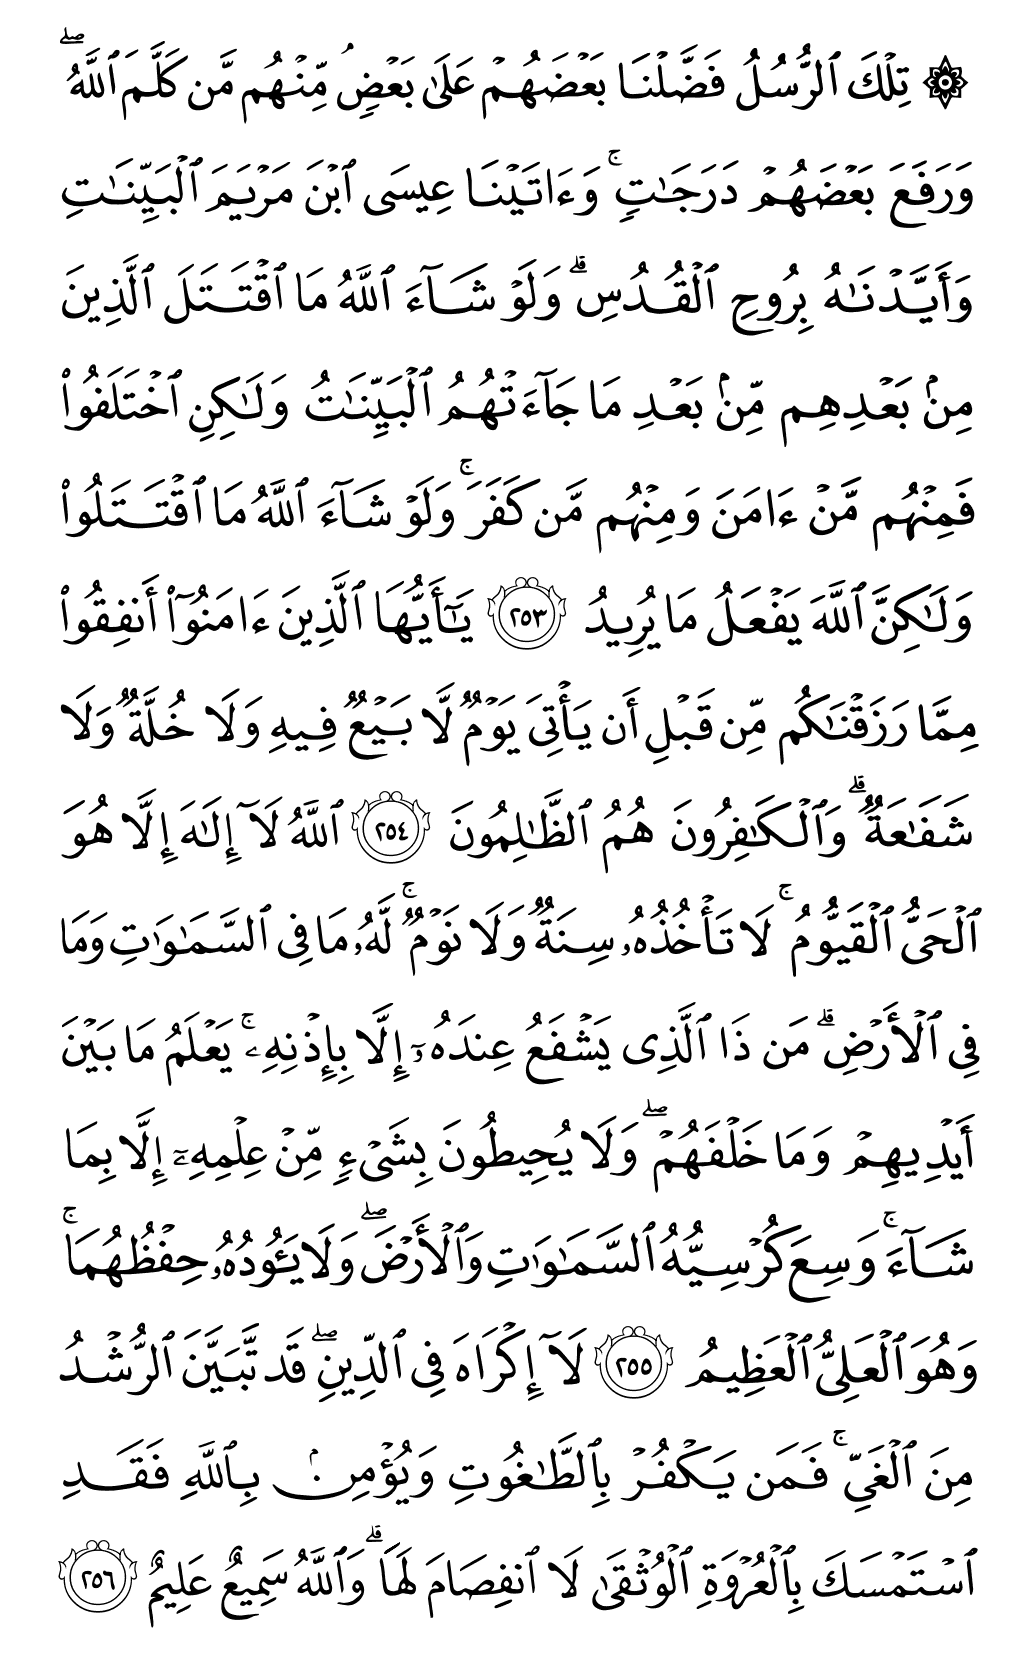 ۞ تِلْكَ ٱلرُّسُلُ فَضَّلْنَا بَعْضَهُمْ عَلَىٰ بَعْضٍۢ مِّنْهُم مَّن كَلَّمَ ٱللَّهُ ۖ
وَرَفَعَ بَعْضَهُمْ دَرَجَـٰتٍۢ ۚ وَءَاتَيْنَا عِيسَى ٱبْنَ مَرْيَمَ ٱلْبَيِّنَـٰتِ
وَأَيَّدْنَـٰهُ بِرُوحِ ٱلْقُدُسِ ۗ وَلَوْ شَآءَ ٱللَّهُ مَا ٱقْتَتَلَ ٱلَّذِينَ
مِنۢ بَعْدِهِم مِّنۢ بَعْدِ مَا جَآءَتْهُمُ ٱلْبَيِّنَـٰتُ وَلَـٰكِنِ ٱخْتَلَفُوا۟
فَمِنْهُم مَّنْ ءَامَنَ وَمِنْهُم مَّن كَفَرَ ۚ وَلَوْ شَآءَ ٱللَّهُ مَا ٱقْتَتَلُوا۟
وَلَـٰكِنَّ ٱللَّهَ يَفْعَلُ مَا يُرِيدُ ٢٥٣ يَـٰٓأَيُّهَا ٱلَّذِينَ ءَامَنُوٓا۟ أَنفِقُوا۟
مِمَّا رَزَقْنَـٰكُم مِّن قَبْلِ أَن يَأْتِىَ يَوْمٌۭ لَّا بَيْعٌۭ فِيهِ وَلَا خُلَّةٌۭ وَلَا
شَفَـٰعَةٌۭ ۗ وَٱلْكَـٰفِرُونَ هُمُ ٱلظَّـٰلِمُونَ ٢٥٤ ٱللَّهُ لَآ إِلَـٰهَ إِلَّا هُوَ
ٱلْحَىُّ ٱلْقَيُّومُ ۚ لَا تَأْخُذُهُۥ سِنَةٌۭ وَلَا نَوْمٌۭ ۚ لَّهُۥ مَا فِى ٱلسَّمَـٰوَٰتِ وَمَا
فِى ٱلْأَرْضِ ۗ مَن ذَا ٱلَّذِى يَشْفَعُ عِندَهُۥٓ إِلَّا بِإِذْنِهِۦ ۚ يَعْلَمُ مَا بَيْنَ
أَيْدِيهِمْ وَمَا خَلْفَهُمْ ۖ وَلَا يُحِيطُونَ بِشَىْءٍۢ مِّنْ عِلْمِهِۦٓ إِلَّا بِمَا
شَآءَ ۚ وَسِعَ كُرْسِيُّهُ ٱلسَّمَـٰوَٰتِ وَٱلْأَرْضَ ۖ وَلَا يَـُٔودُهُۥ حِفْظُهُمَا ۚ
وَهُوَ ٱلْعَلِىُّ ٱلْعَظِيمُ ٢٥٥ لَآ إِكْرَاهَ فِى ٱلدِّينِ ۖ قَد تَّبَيَّنَ ٱلرُّشْدُ
مِنَ ٱلْغَىِّ ۚ فَمَن يَكْفُرْ بِٱلطَّـٰغُوتِ وَيُؤْمِنۢ بِٱللَّهِ فَقَدِ
ٱسْتَمْسَكَ بِٱلْعُرْوَةِ ٱلْوُثْقَىٰ لَا ٱنفِصَامَ لَهَا ۗ وَٱللَّهُ سَمِيعٌ عَلِيمٌ ٢٥٦